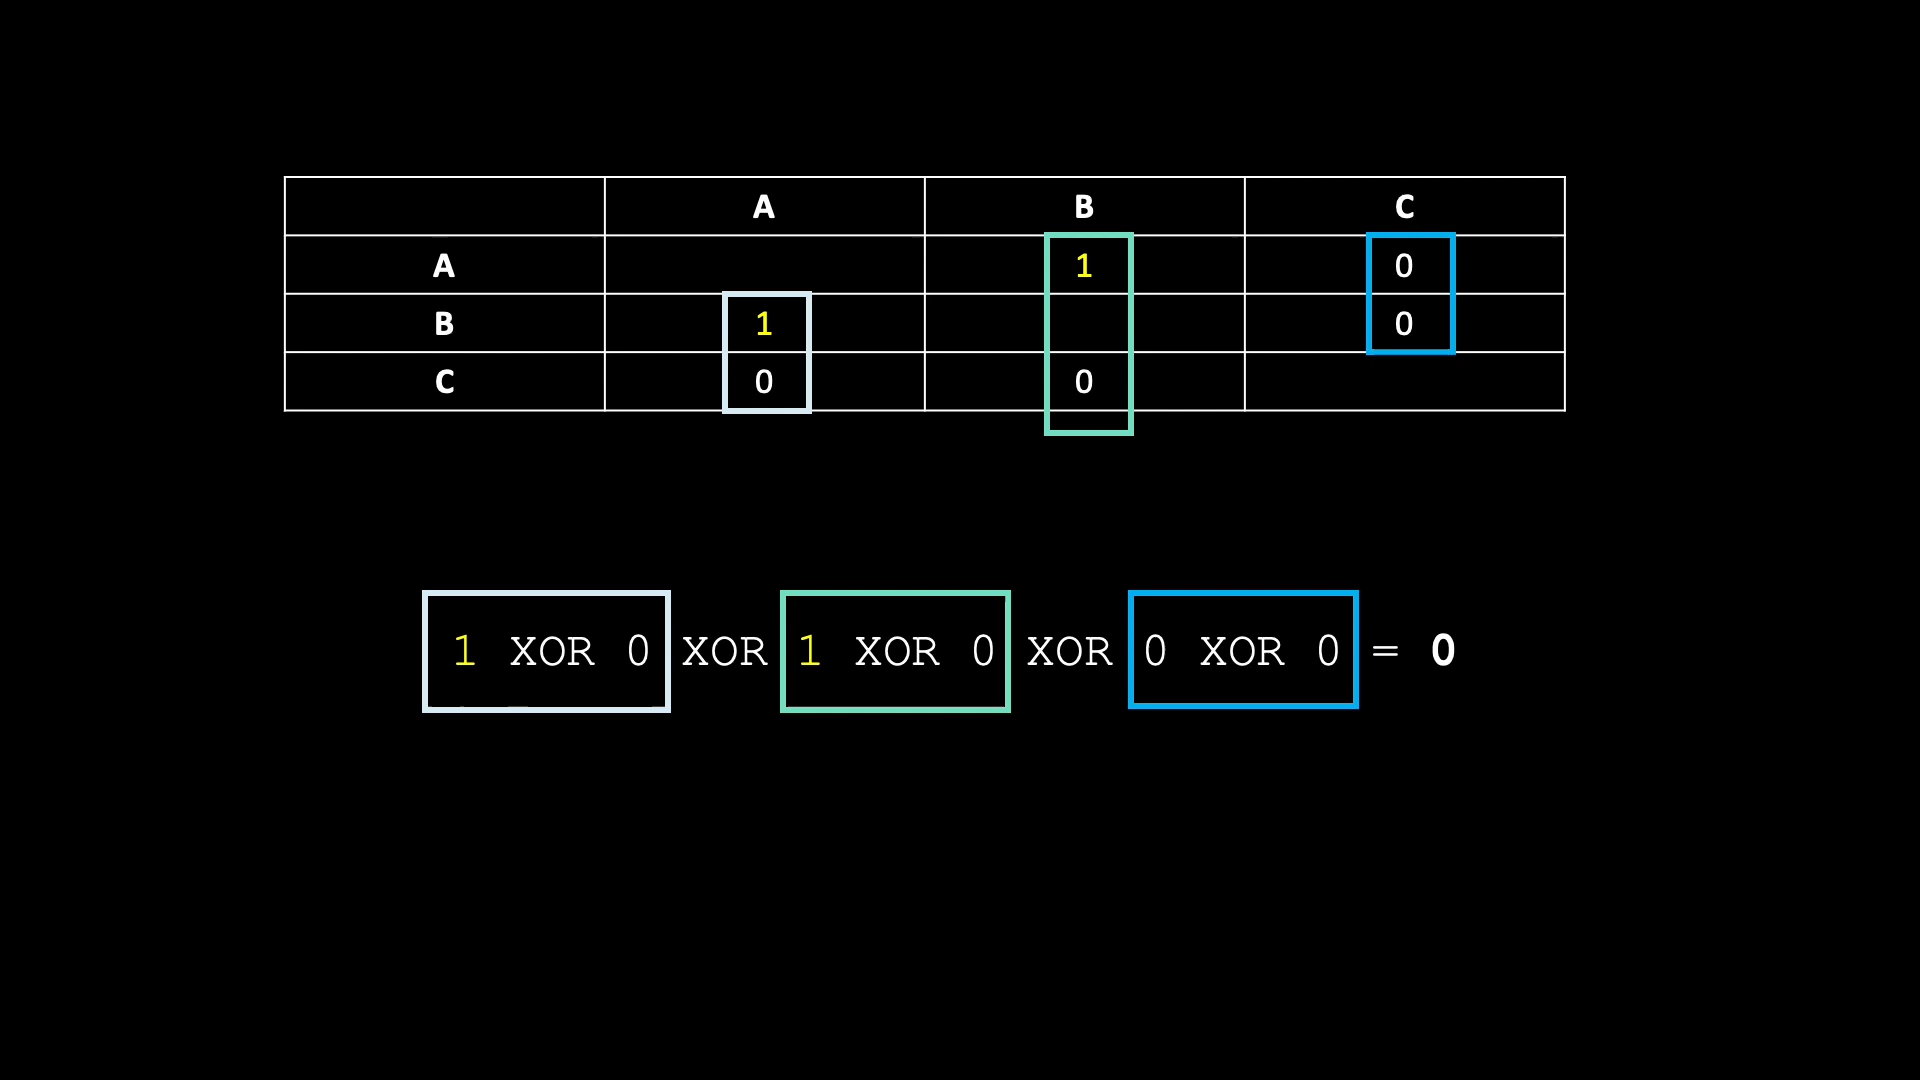 A B C
A 1 0
B 1 0
C 0 0
1 XOR 0 XOR 1 XOR 0 XOR 0 XOR 0 = 0